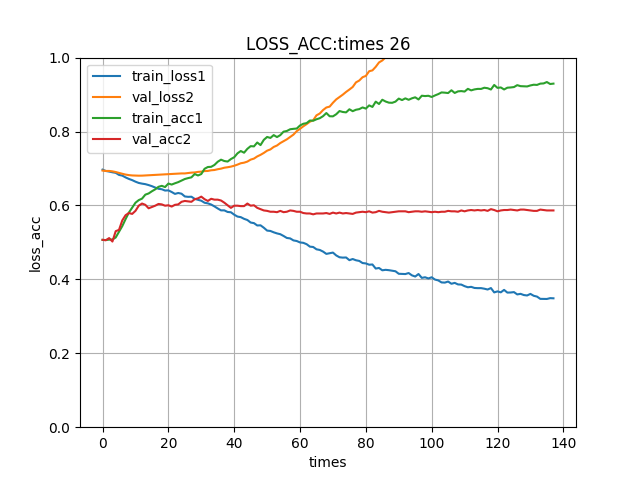 LOSS_ACC:times 26
train_loss1
val_loss2
train_acc1
val_acc2
1.0
0.8
0.6
0.4
0.2
0.0
loss_acc
0 20 40 60 80 100 120 140
times